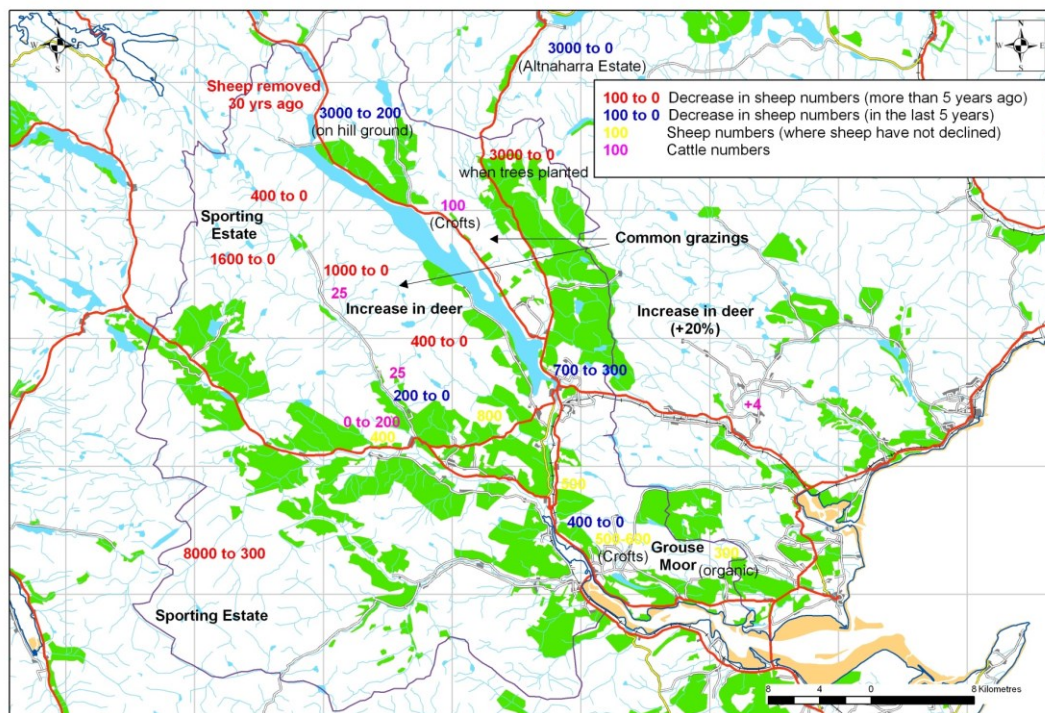 N
W E
S
N
W E
S
3000 to 0
(Altnaharra Estate)
Sheep removed
30 yrs ago
100 to 0 Decrease in sheep numbers (more than 5 years ago)
100 to 0 Decrease in sheep numbers (in the last 5 years)
100 Sheep numbers (where sheep have not declined)
100 Cattle numbers
3000 to 200
(on hill ground)
3000 to 0
when trees planted
400 to 0
100
(Crofts)
Sporting
Estate
Common grazings
1600 to 0
1000 to 0
25
Increase in deer
Increase in deer
(+20%)
400 to 0
25
700 to 300
200 to 0
+4
0 to 200
400
800
500
400 to 0
500-600
(Crofts)
Grouse
Moor
300
(organic)
8000 to 300
Sporting Estate
8 4 0 8 Kilometres